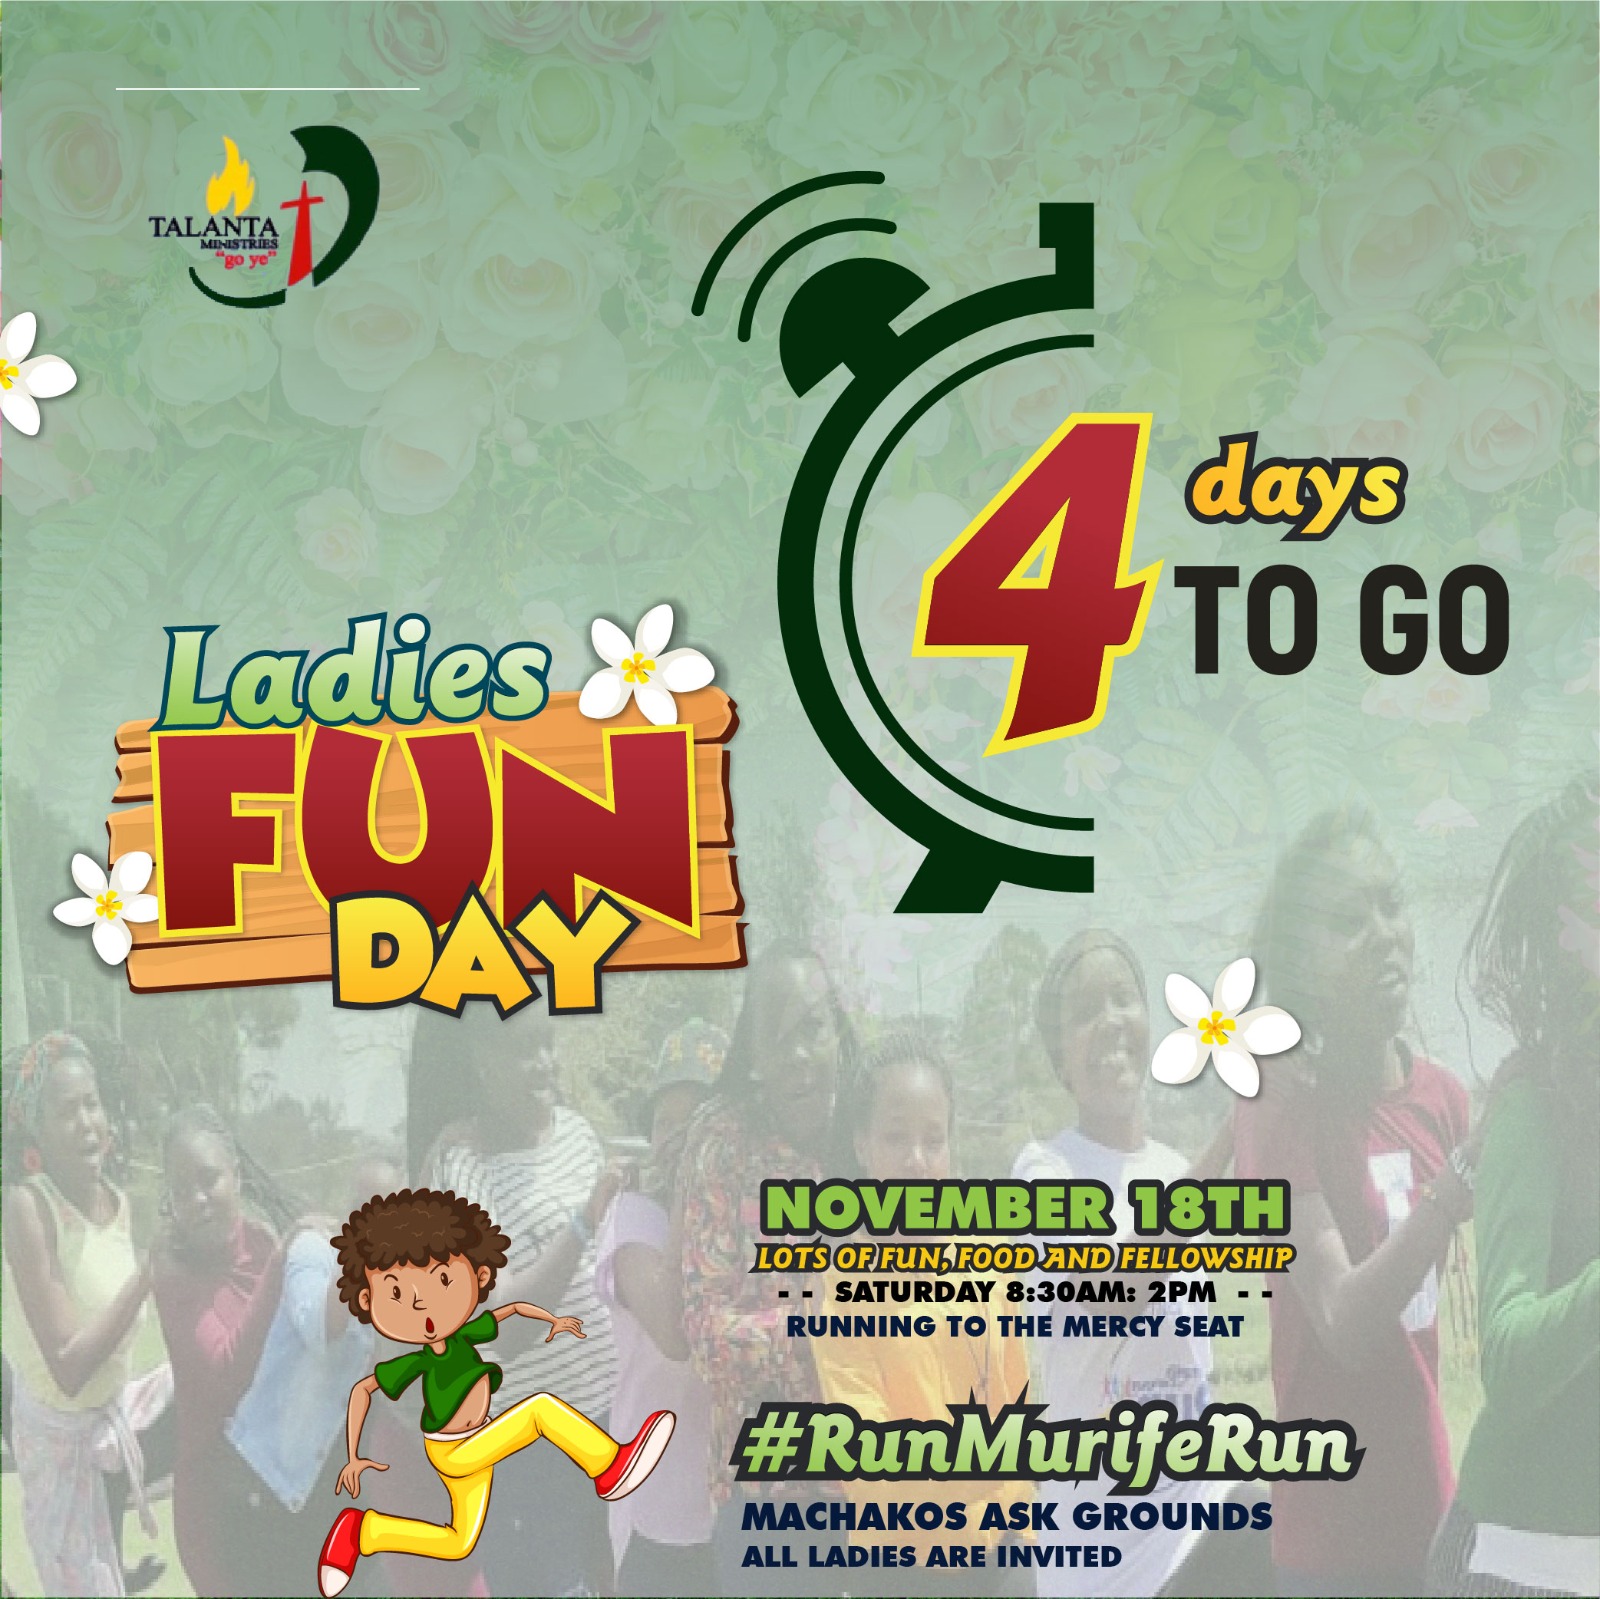 TALANTA
MINISTRIES
"go ye"
4 days
TO GO
Ladies
FUN
DAY
NOVEMBER 18TH
LOTS OF FUN, FOOD AND FELLOWSHIP
- - SATURDAY 8:30AM: 2PM - -
RUNNING TO THE MERCY SEAT
#RunMurifeRun
MACHAKOS ASK GROUNDS
ALL LADIES ARE INVITED